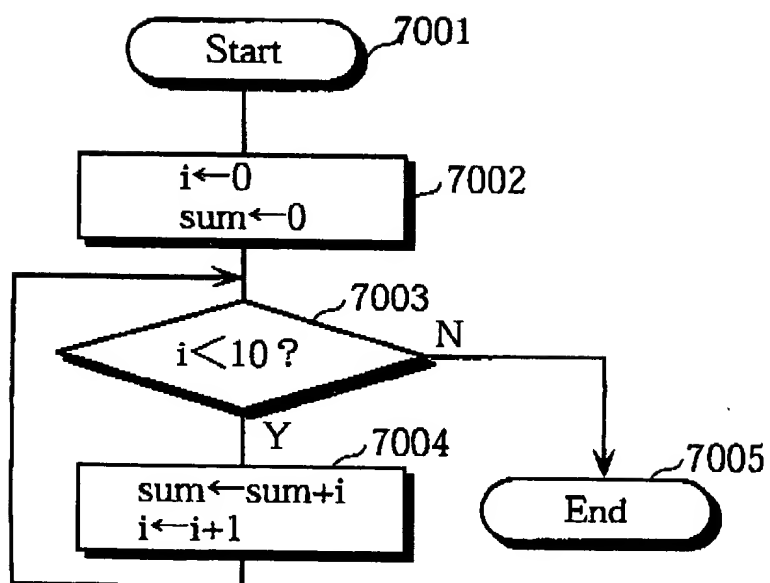 Start
7001
i←0
sum←0
7002
7003
i<10?
N
Y
7004
sum←sum+i
i←i+1
7005
End